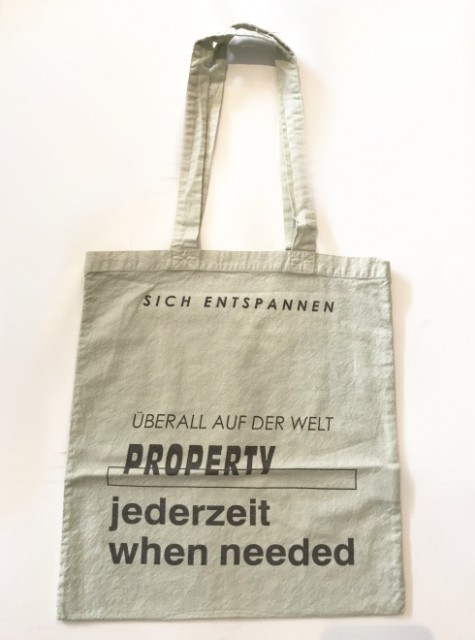 SICH ENTSPANNEN
ÜBERALL AUF DER WELT
PROPERTY
jederzeit
when needed